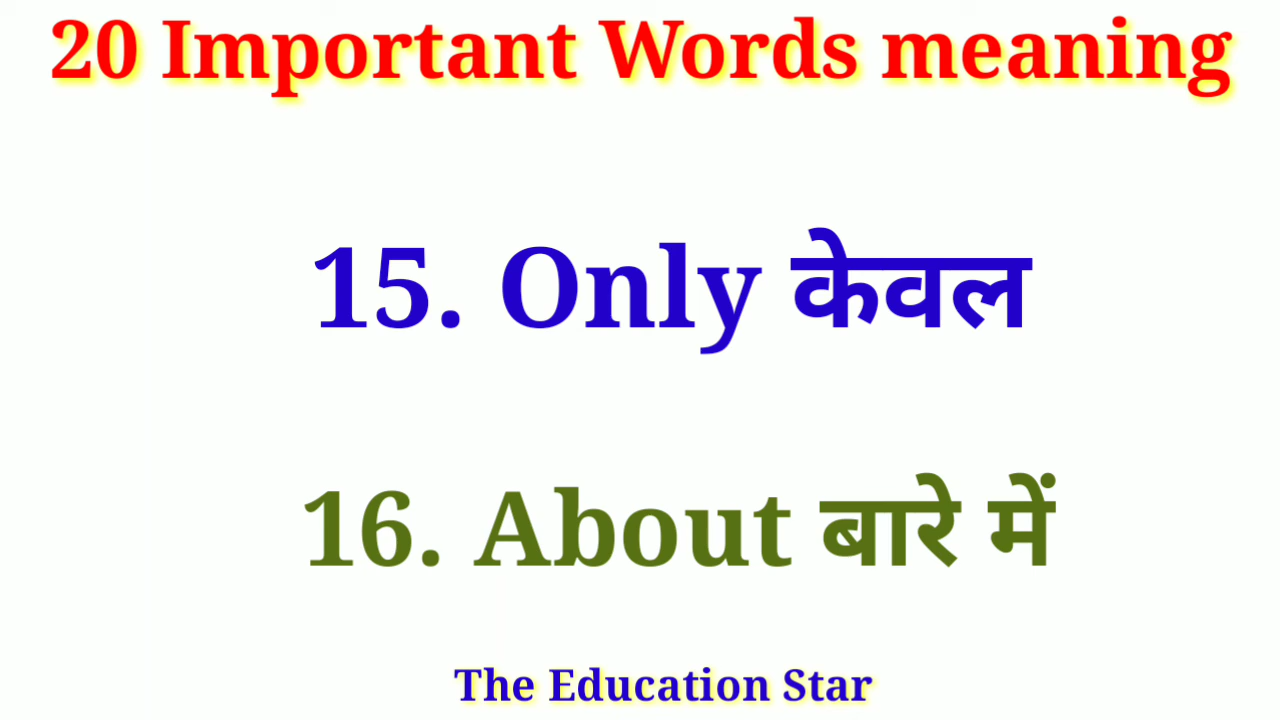 20 Important Words meaning
15. Only केवल
16. About बारे में
The Education Star